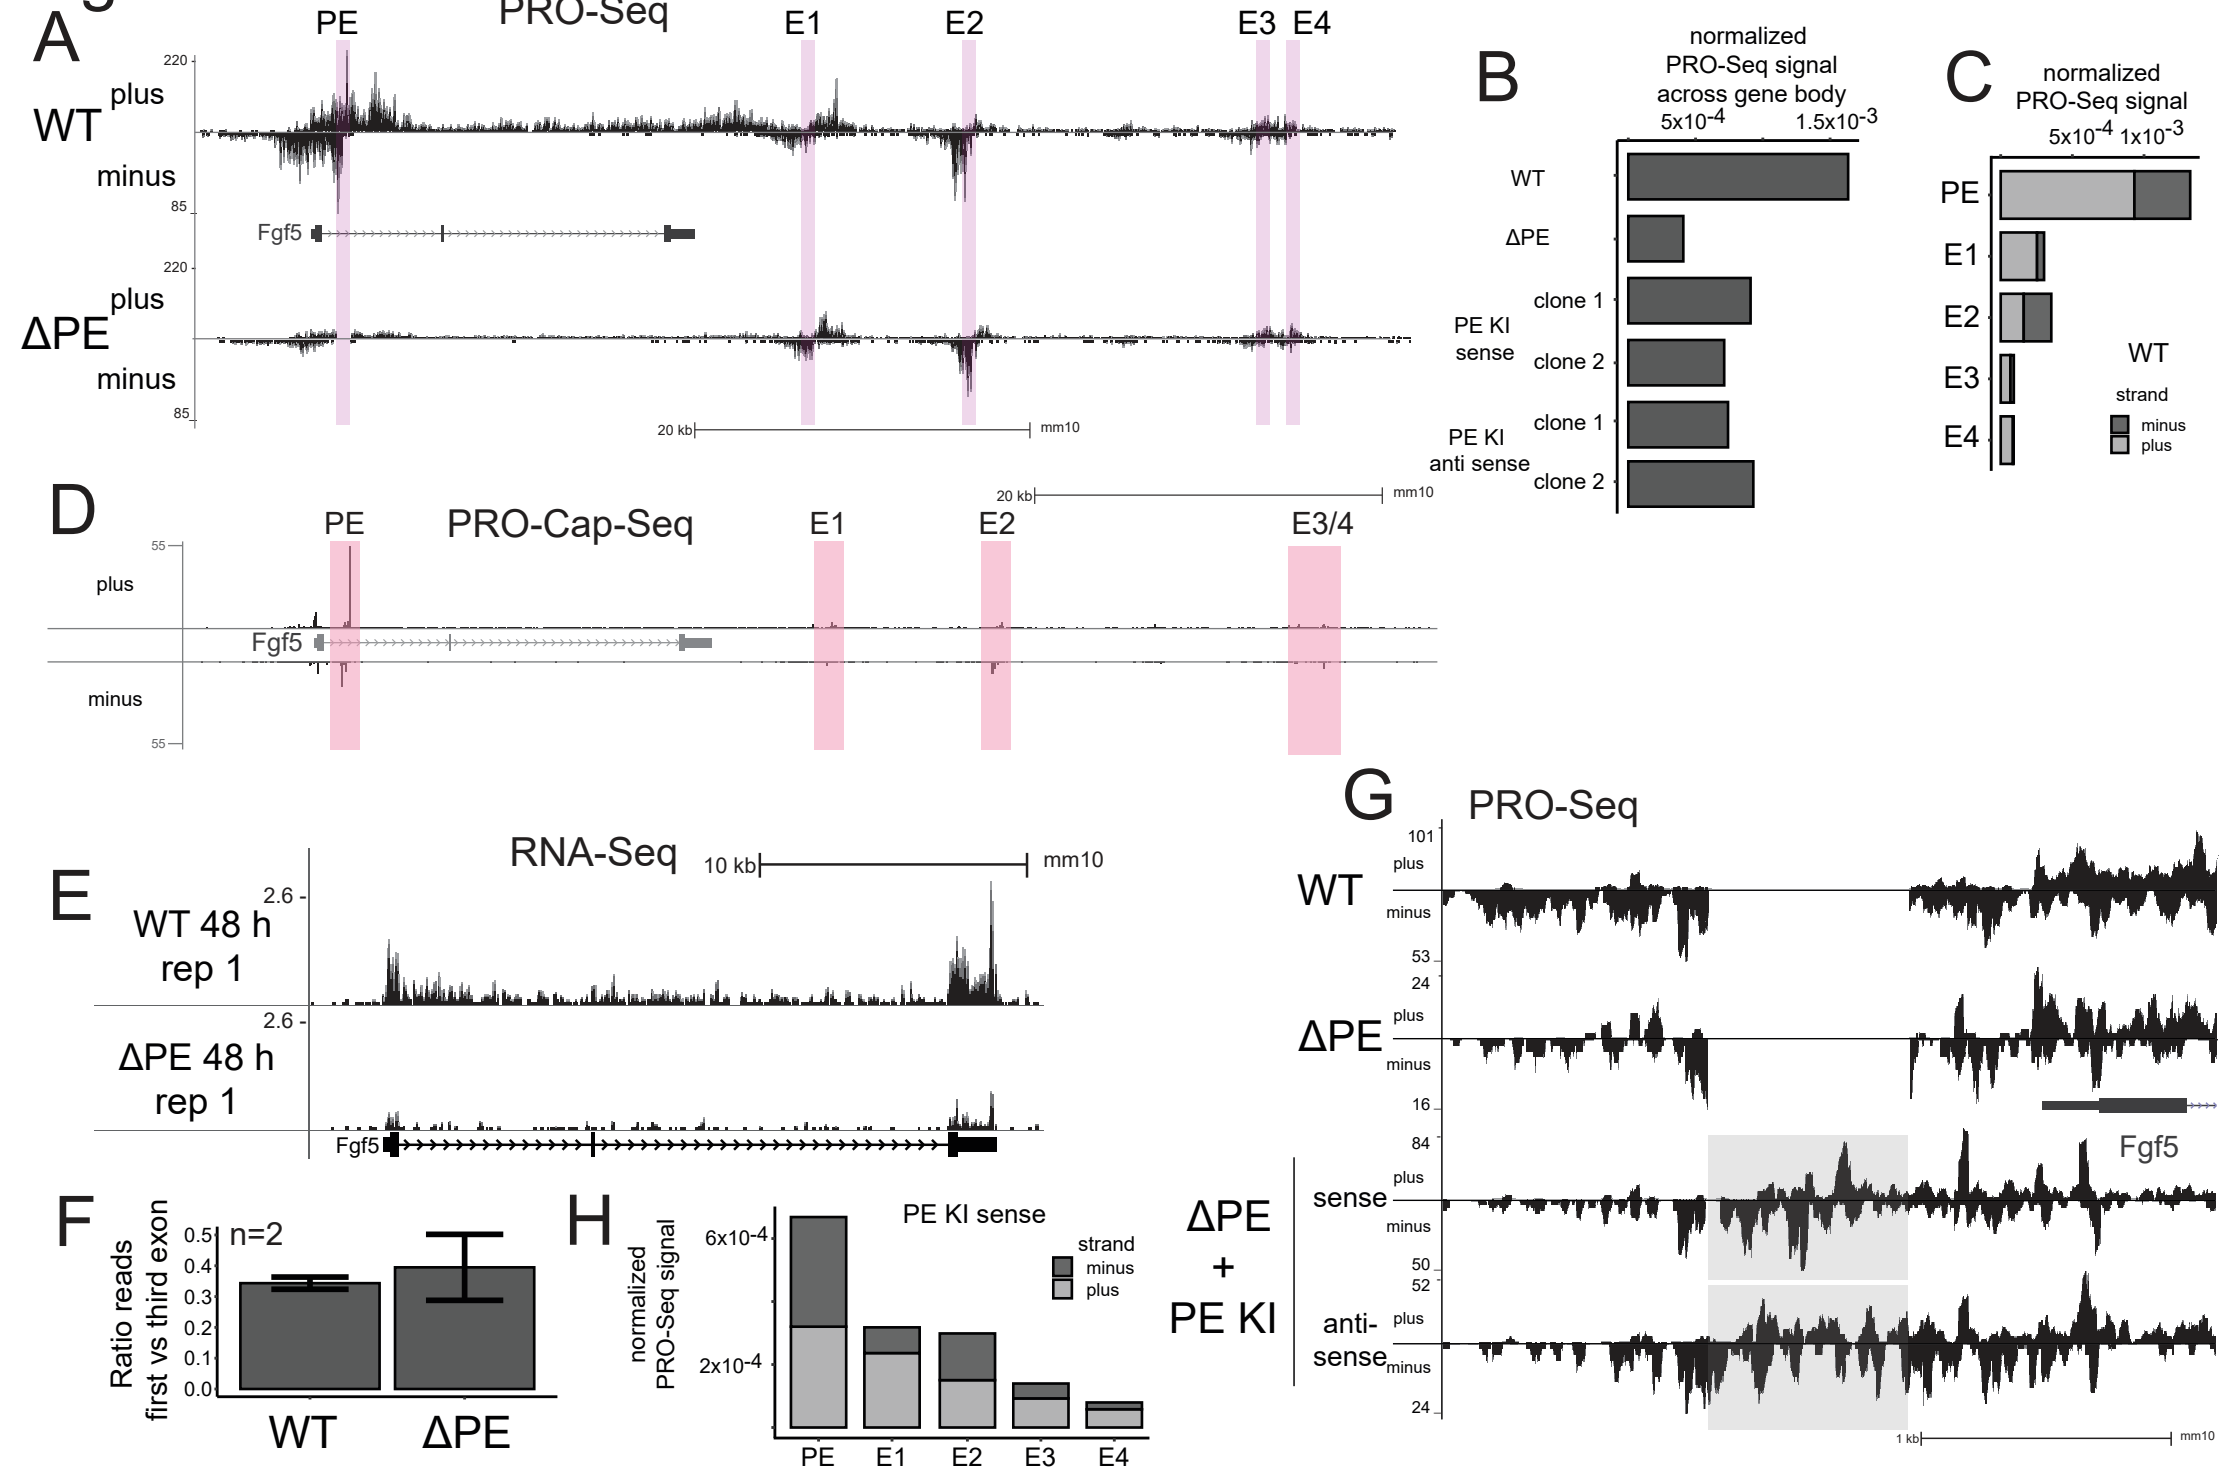 A
PRO-Seq
PE
E1
E2
E3
E4
220
plus
WT
minus
85
Fgf5
220
plus
ΔPE
minus
85
20 kb
mm10
B
normalized
PRO-Seq signal
across gene body
5x10-4
1.5x10-3
WT
ΔPE
clone 1
PE KI
sense
clone 2
clone 1
PE KI
anti sense
clone 2
C
normalized
PRO-Seq signal
5x10-4
1x10-3
PE
E1
E2
E3
E4
WT
strand
minus
plus
D
20 kb
mm10
PE
PRO-Cap-Seq
E1
E2
E3/4
55
plus
Fgf5
minus
55
E
RNA-Seq
10 kb
mm10
2.6
WT 48 h
rep 1
2.6
ΔPE 48 h
rep 1
Fgf5
F
Ratio reads
first vs third exon
n=2
0.5
0.4
0.3
0.2
0.1
0.0
WT
ΔPE
H
normalized
PRO-Seq signal
PE KI sense
6x10-4
2x10-4
strand
minus
plus
PE
E1
E2
E3
E4
G
PRO-Seq
101
plus
WT
minus
53
24
plus
ΔPE
minus
16
Fgf5
84
plus
sense
minus
50
ΔPE
+
PE KI
52
plus
anti-
sense
minus
24
1 kb
mm10